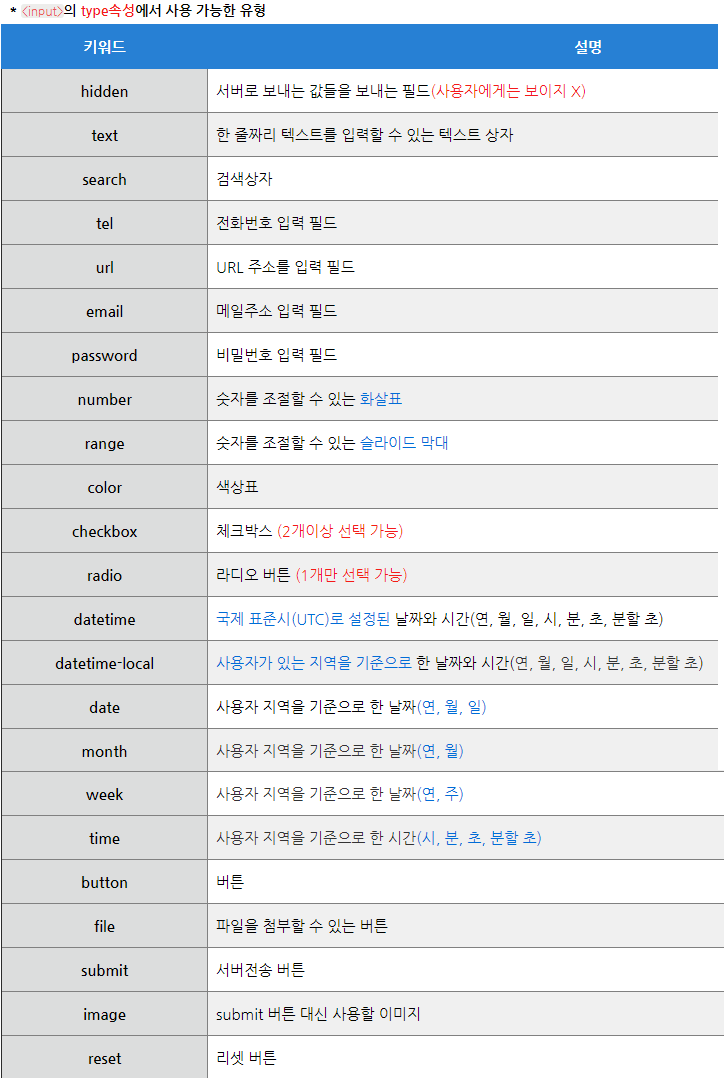 * <input>의 type속성에서 사용 가능한 유형
키워드 설명
hidden 서버로 보내는 값들을 보내는 필드(사용자에게는 보이지 X)
text 한 줄짜리 텍스트를 입력할 수 있는 텍스트 상자
search 검색상자
tel 전화번호 입력 필드
url URL 주소를 입력 필드
email 메일주소 입력 필드
password 비밀번호 입력 필드
number 숫자를 조절할 수 있는 화살표
range 숫자를 조절할 수 있는 슬라이드 막대
color 색상표
checkbox 체크박스 (2개이상 선택 가능)
radio 라디오 버튼 (1개만 선택 가능)
datetime 국제 표준시(UTC)로 설정된 날짜와 시간(연, 월, 일, 시, 분, 초, 분할 초)
datetime-local 사용자가 있는 지역을 기준으로 한 날짜와 시간(연, 월, 일, 시, 분, 초, 분할 초)
date 사용자 지역을 기준으로 한 날짜(연, 월, 일)
month 사용자 지역을 기준으로 한 날짜(연, 월)
week 사용자 지역을 기준으로 한 날짜(연, 주)
time 사용자 지역을 기준으로 한 시간(시, 분, 초, 분할 초)
button 버튼
file 파일을 첨부할 수 있는 버튼
submit 서버전송 버튼
image submit 버튼 대신 사용할 이미지
reset 리셋 버튼